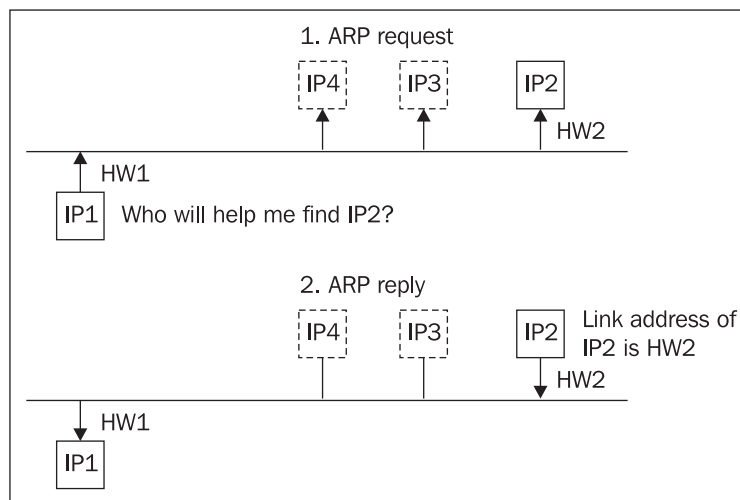 1. ARP request
IP4 IP3 IP2
HW2
HW1
IP1 Who will help me find IP2?
2. ARP reply
IP4 IP3 IP2 Link address of
IP2 is HW2
HW2
HW1
IP1